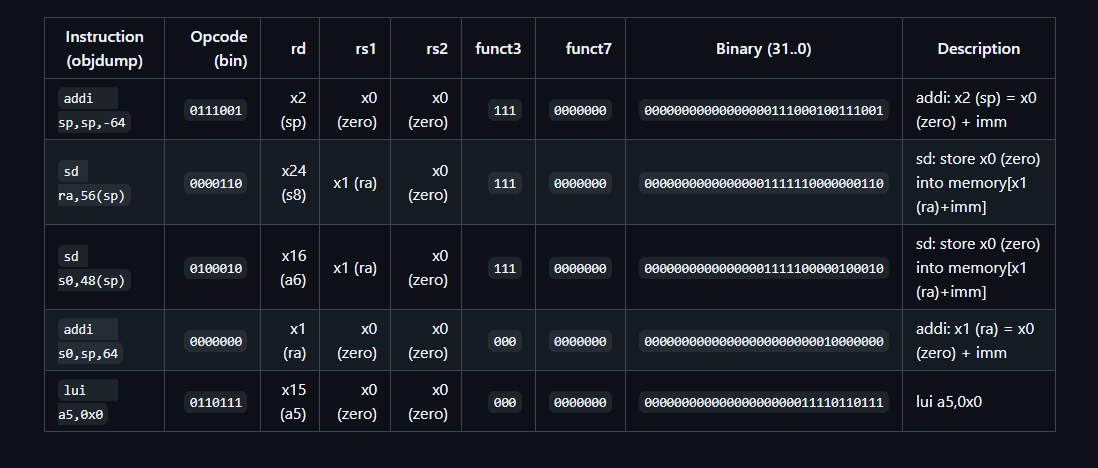 Instruction (objdump)
Opcode (bin)
rd
rs1
rs2
funct3
funct7
Binary (31..0)
Description
addi
sp,sp,-64
0111001
x2
(sp)
x0
(zero)
x0
(zero)
111
0000000
00000000000000000111000100111001
addi: x2 (sp) = x0
(zero) + imm
sd
ra,56(sp)
0000110
x24
(s8)
x1 (ra)
x0
(zero)
111
0000000
00000000000000001111110000000110
sd: store x0 (zero)
into memory[x1
(ra)+imm]
sd
s0,48(sp)
0100010
x16
(a6)
x1 (ra)
x0
(zero)
111
0000000
00000000000000001111100000100010
sd: store x0 (zero)
into memory[x1
(ra)+imm]
addi
s0,sp,64
0000000
x1
(ra)
x0
(zero)
x0
(zero)
000
0000000
00000000000000000000000010000000
addi: x1 (ra) = x0
(zero) + imm
lui
a5,0x0
0110111
x15
(a5)
x0
(zero)
x0
(zero)
000
0000000
00000000000000000000011110110111
lui a5,0x0